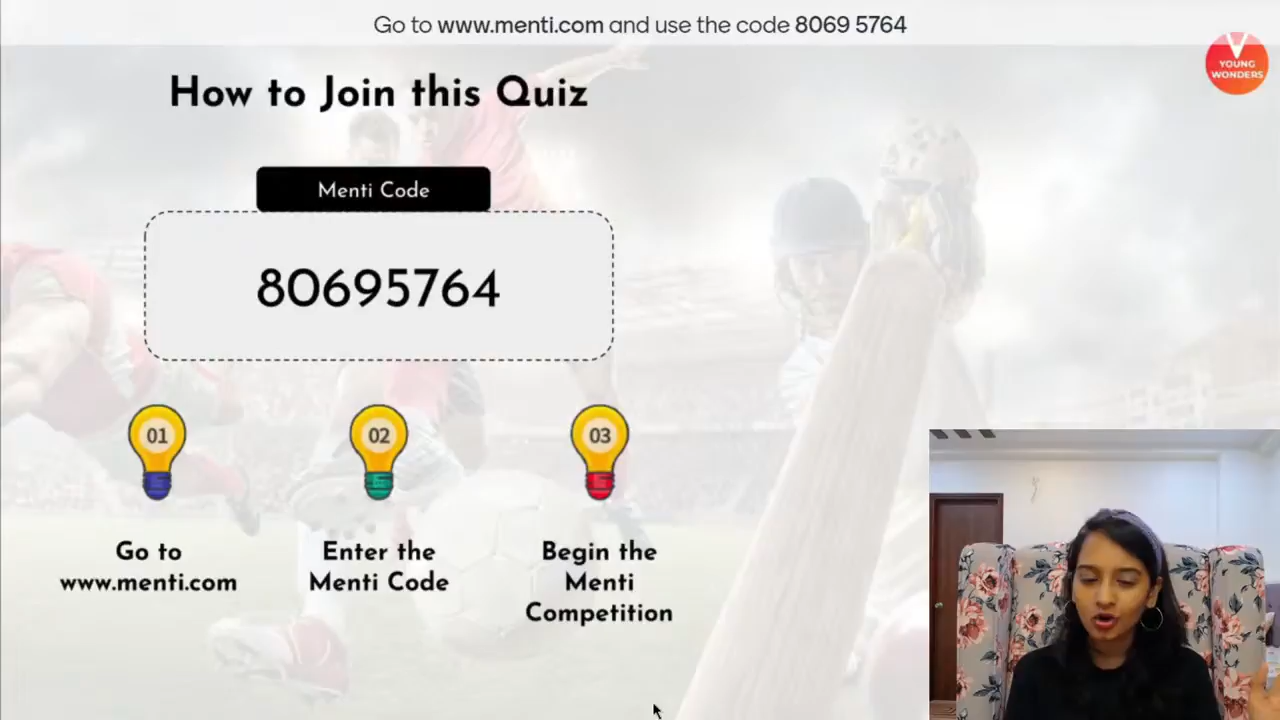 Go to www.menti.com and use the code 8069 5764
YOUNG
WONDERS
How to Join this Quiz
Menti Code
80695764
01
02
03
Go to
www.menti.com
Enter the
Menti Code
Begin the
Menti
Competition